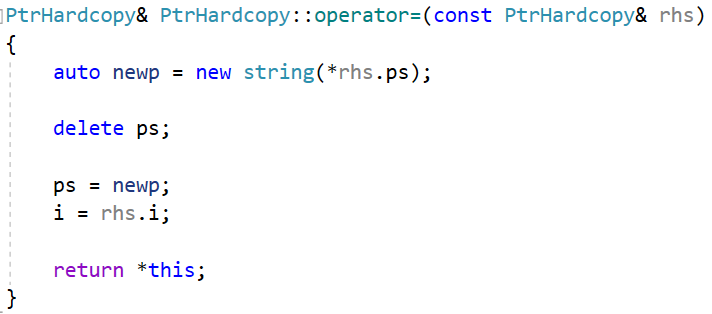 PtrHardcopy& PtrHardcopy::operator=(const PtrHardcopy& rhs)
{
    auto newp = new string(*rhs.ps);
    delete ps;
    ps = newp;
    i = rhs.i;
    return *this;
}